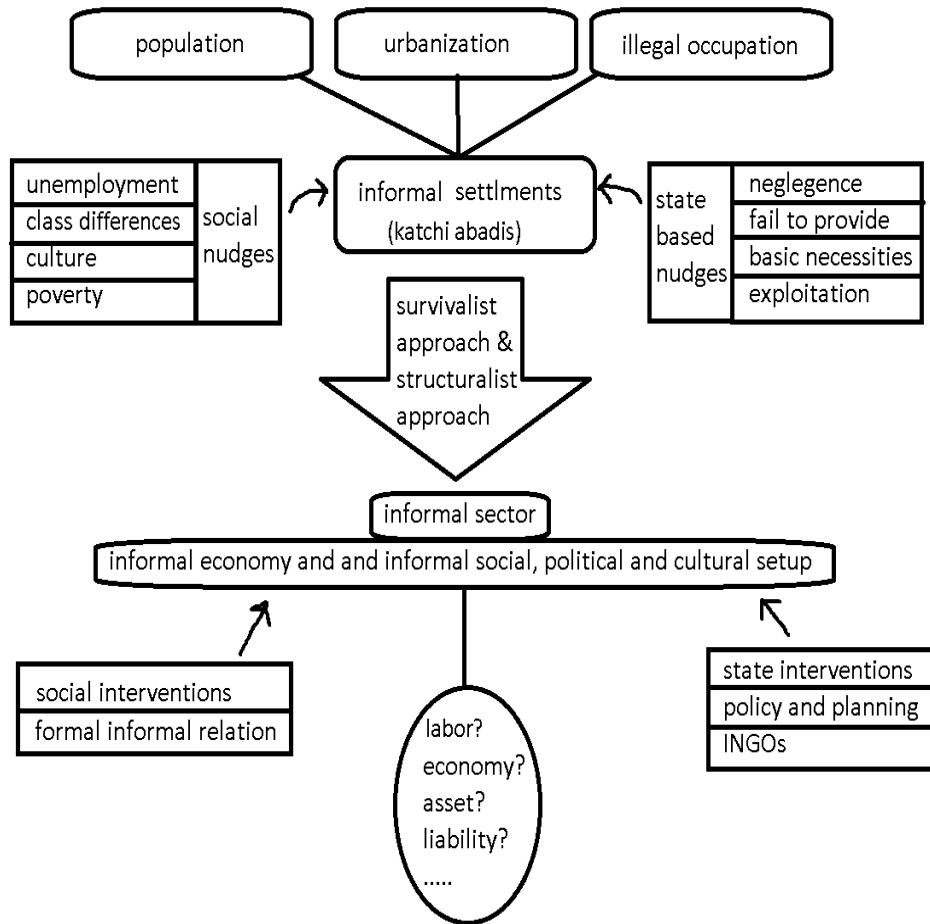 population
urbanization
illegal occupation
unemployment
class differences
culture
poverty
social
nudges
informal settlments
(katchi abadis)
state
based
nudges
neglegence
fail to provide
basic necessities
exploitation
survivalist
approach &
structuralist
approach
informal sector
informal economy and and informal social, political and cultural setup
social interventions
formal informal relation
labor?
economy?
asset?
liability?
.....
state interventions
policy and planning
INGOs